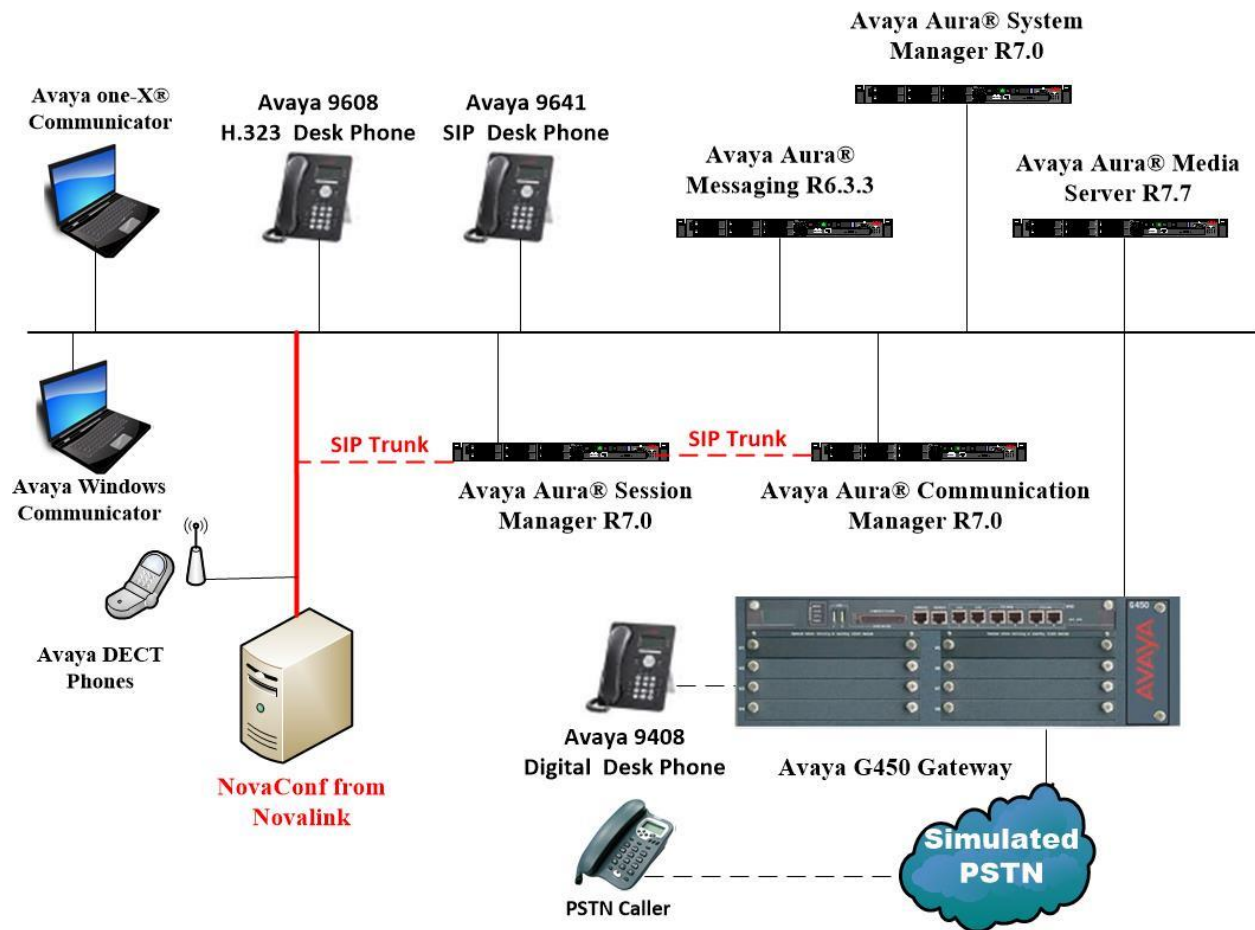 Avaya Aura® System
Manager R7.0
Avaya one-X®
Communicator
Avaya 9608
H.323 Desk Phone
Avaya 9641
SIP Desk Phone
Avaya Aura®
Messaging R6.3.3
Avaya Aura® Media
Server R7.7
SIP Trunk
SIP Trunk
Avaya Windows
Communicator
Avaya Aura® Session
Manager R7.0
Avaya Aura® Communication
Manager R7.0
Avaya DECT
Phones
G450
AVAYA
NovaConf from
Novalink
Avaya 9408
Digital Desk Phone
Avaya G450 Gateway
Simulated
PSTN
PSTN Caller